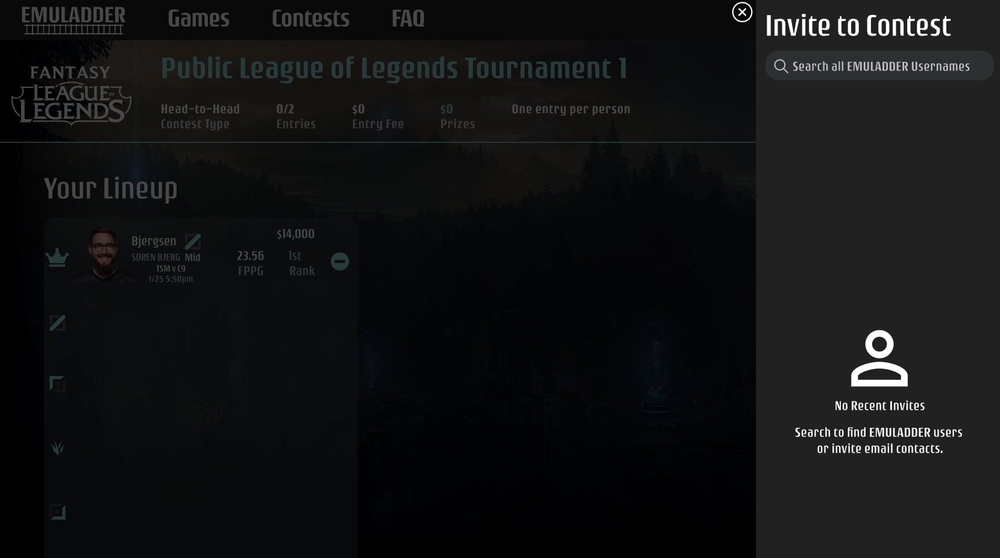 EMULADDER
Games
Contests
FAQ
FANTASY
LEAGUE OF
LEGENDS
Public League of Legends Tournament 1
Head-to-Head
Contest Type
0/2
Entries
$0
Entry Fee
$0
Prizes
One entry per person
Your Lineup
Bjergsen
SØREN BJERG Mid
TSM v C9
1/25 5:50pm
23.56
FPPG
$14,000
1st
Rank
Invite to Contest
Search all EMULADDER Usernames
No Recent Invites
Search to find EMULADDER users
or invite email contacts.